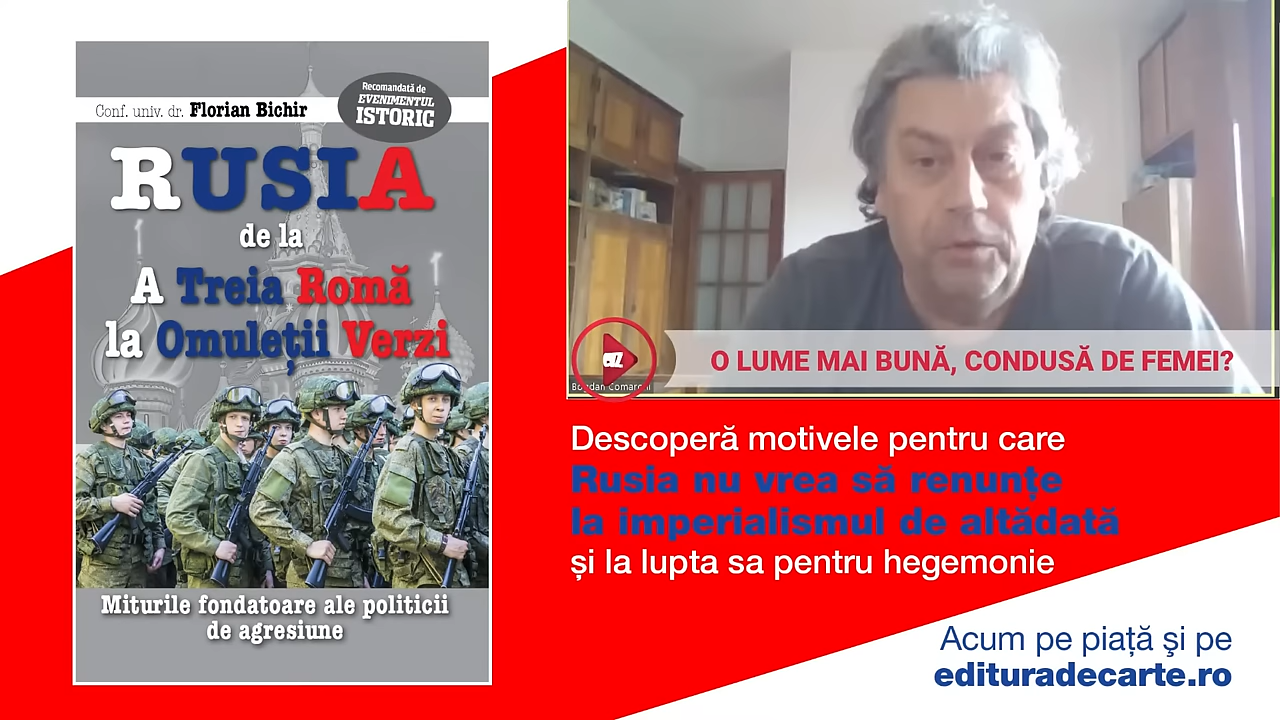 Conf. univ. dr. Florian Bichir
Recomandată de
EVENIMENTUL
ISTORIC
RUSIA
de la
A Treia Romă
la Omuleții Verzi
Miturile fondatoare ale politicii
de agresiune
evz
O LUME MAI BUNĂ, CONDUSĂ DE FEMEI?
Bogdan Comaroni
Descoperă motivele pentru care
Rusia nu vrea să renunțe
la imperialismul de altădată
și la lupta sa pentru hegemonie
Acum pe piață şi pe
edituradecarte.ro